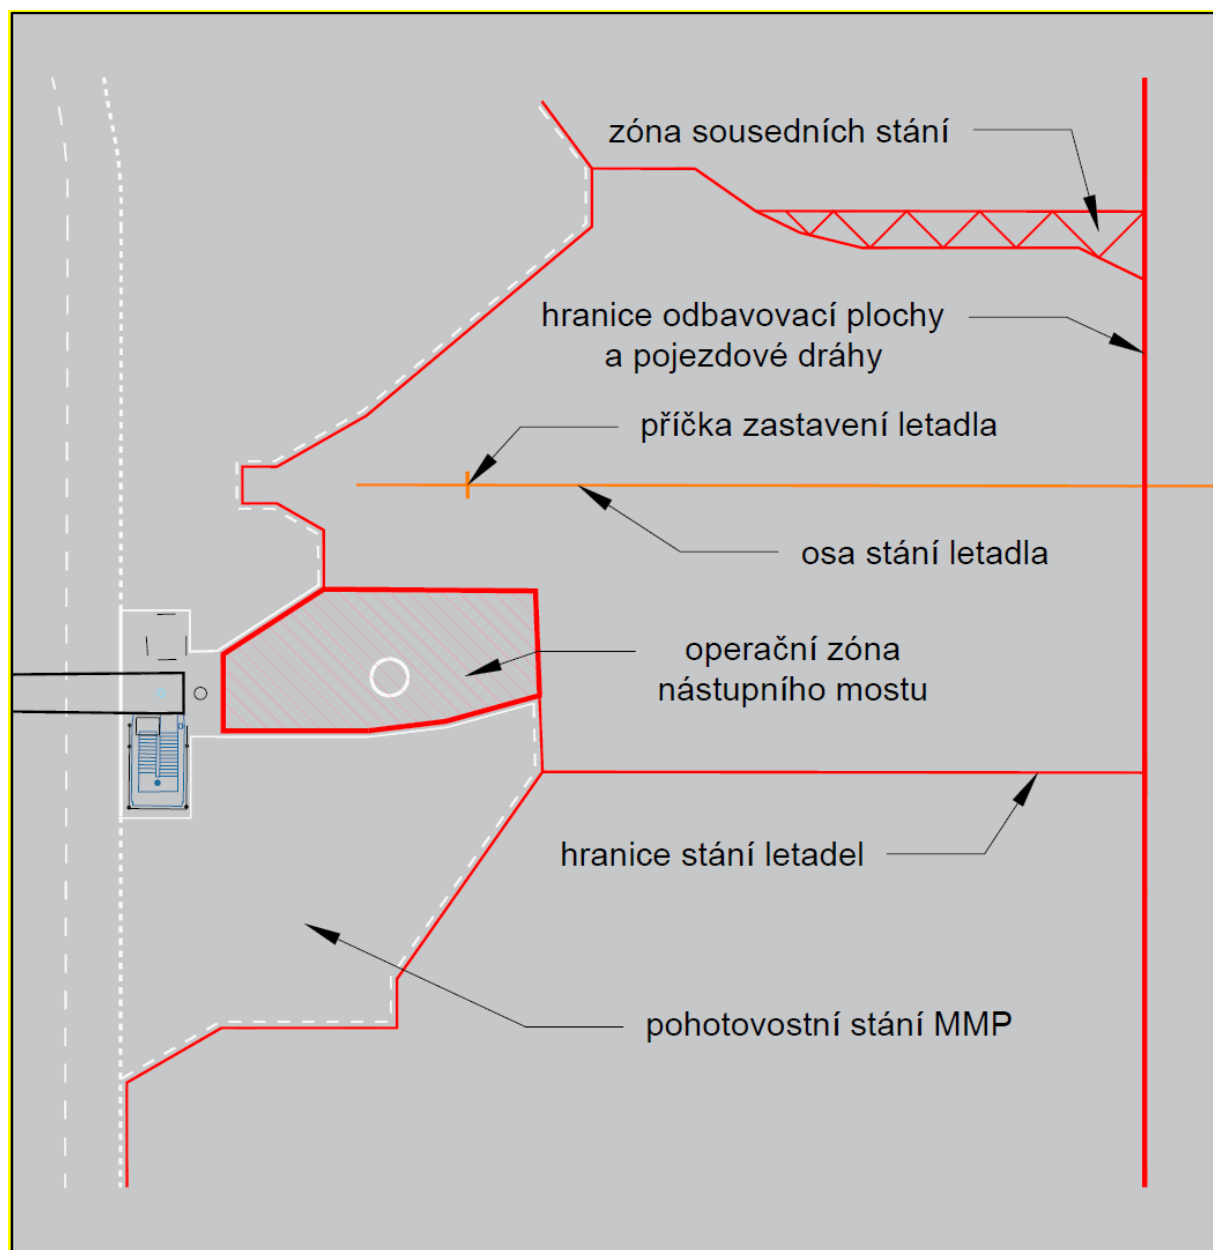 zóna sousedních stání
hranice odbavovací plochy
a pojezdové dráhy
příčka zastavení letadla
osa stání letadla
operační zóna
nástupního mostu
hranice stání letadel
pohotovostní stání MMP